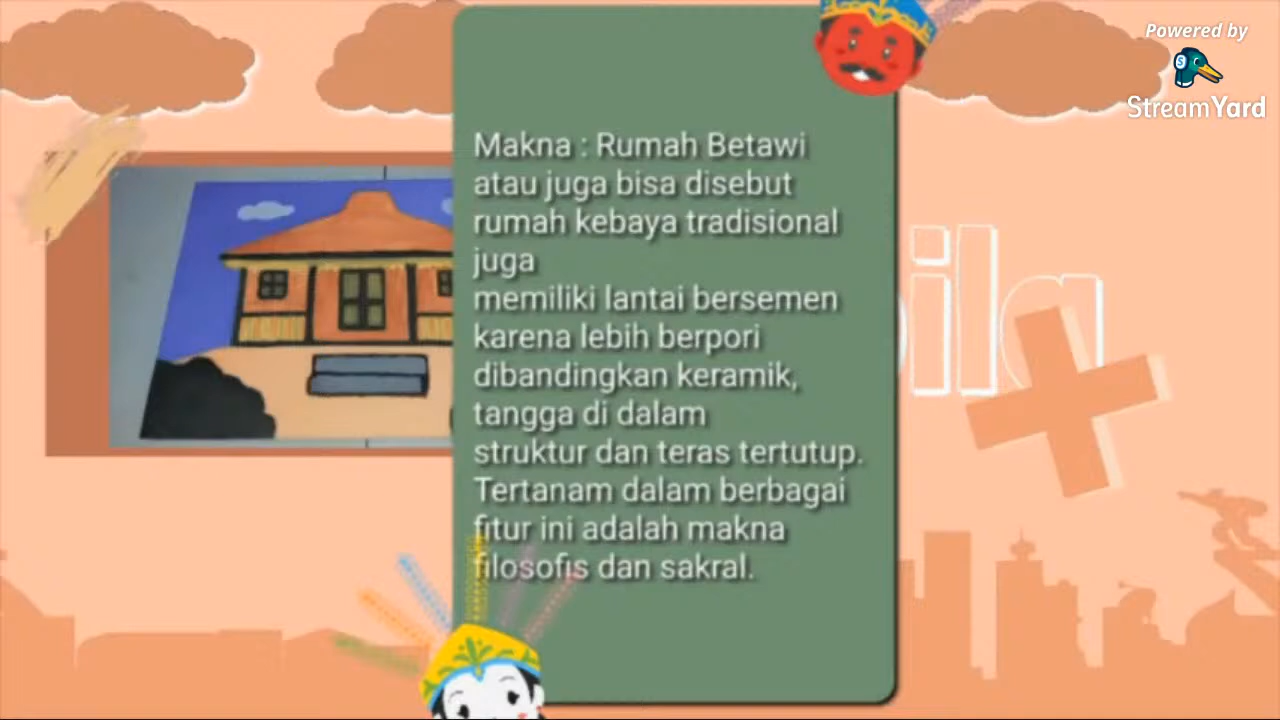 Powered by
StreamYard
Makna : Rumah Betawi
atau juga bisa disebut
rumah kebaya tradisional
juga
memiliki lantai bersemen
karena lebih berpori
dibandingkan keramik,
tangga di dalam
struktur dan teras tertutup.
Tertanam dalam berbagai
fitur ini adalah makna
filosofis dan sakral.